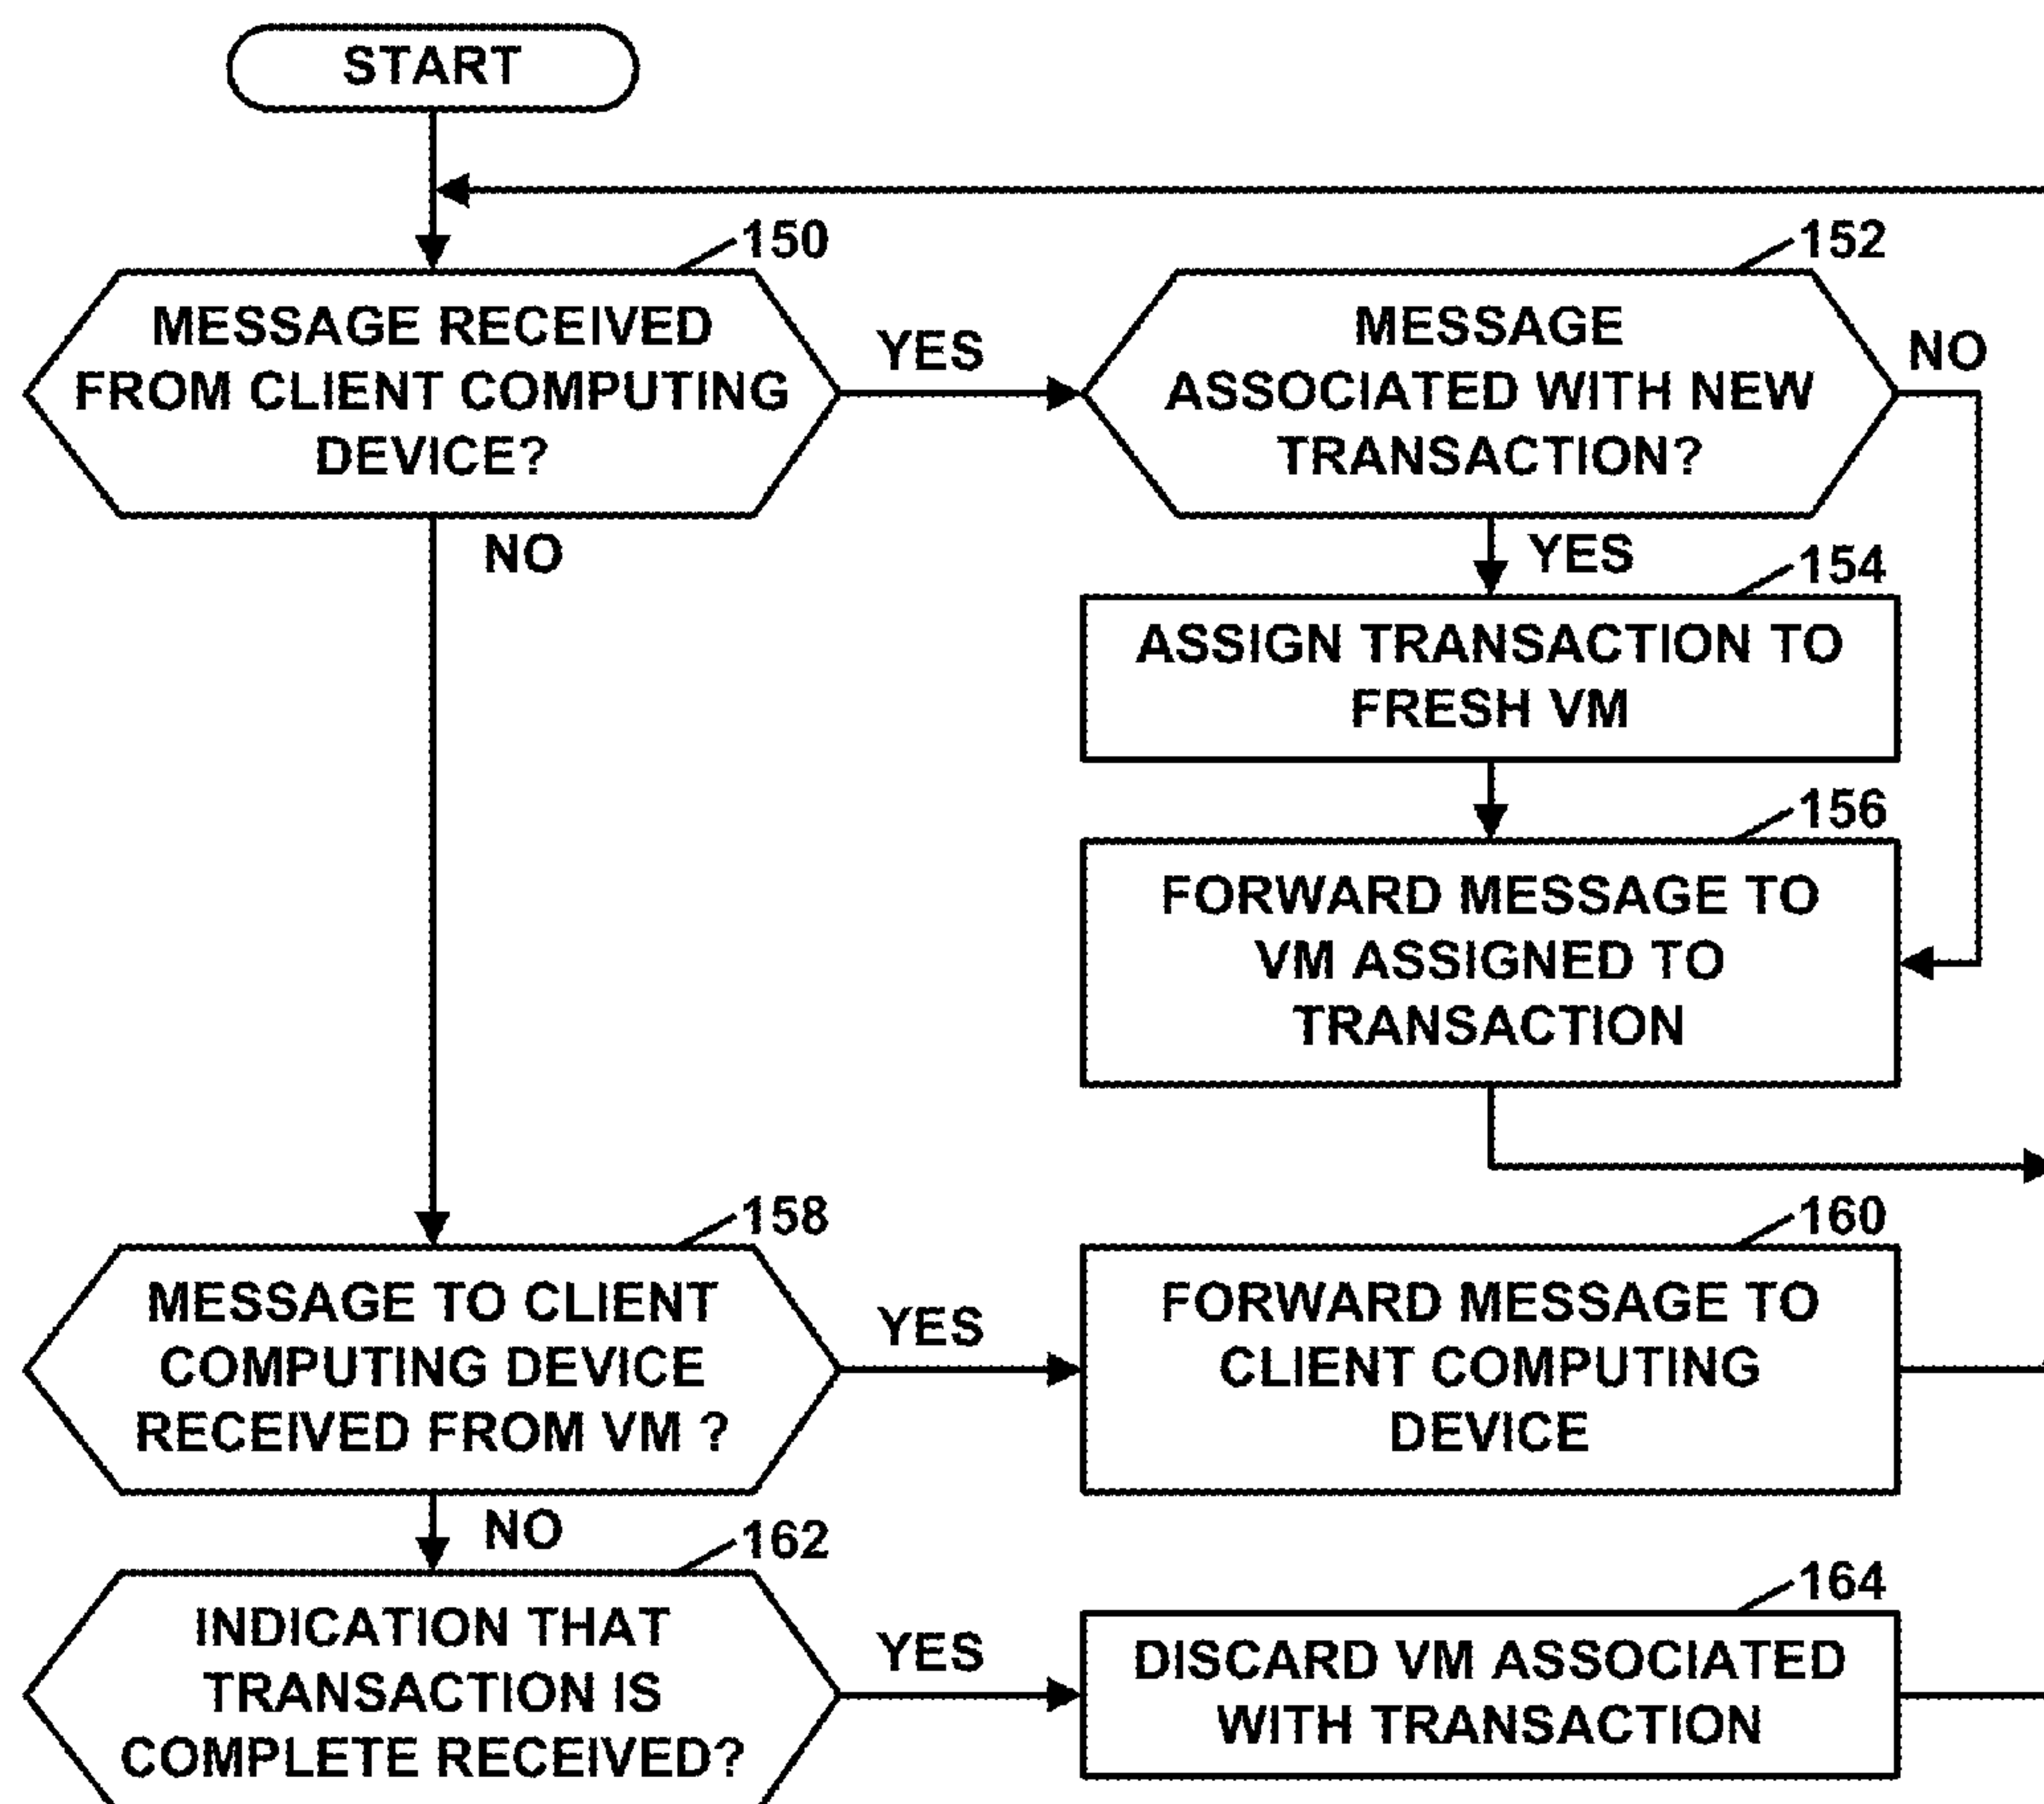 START
150
MESSAGE RECEIVED
FROM CLIENT COMPUTING
DEVICE?
YES
NO
152
MESSAGE
ASSOCIATED WITH NEW
TRANSACTION?
NO
YES
154
ASSIGN TRANSACTION TO
FRESH VM
156
FORWARD MESSAGE TO
VM ASSIGNED TO
TRANSACTION
158
MESSAGE TO CLIENT
COMPUTING DEVICE
RECEIVED FROM VM ?
YES
NO
160
FORWARD MESSAGE TO
CLIENT COMPUTING
DEVICE
162
INDICATION THAT
TRANSACTION IS
COMPLETE RECEIVED?
YES
164
DISCARD VM ASSOCIATED
WITH TRANSACTION